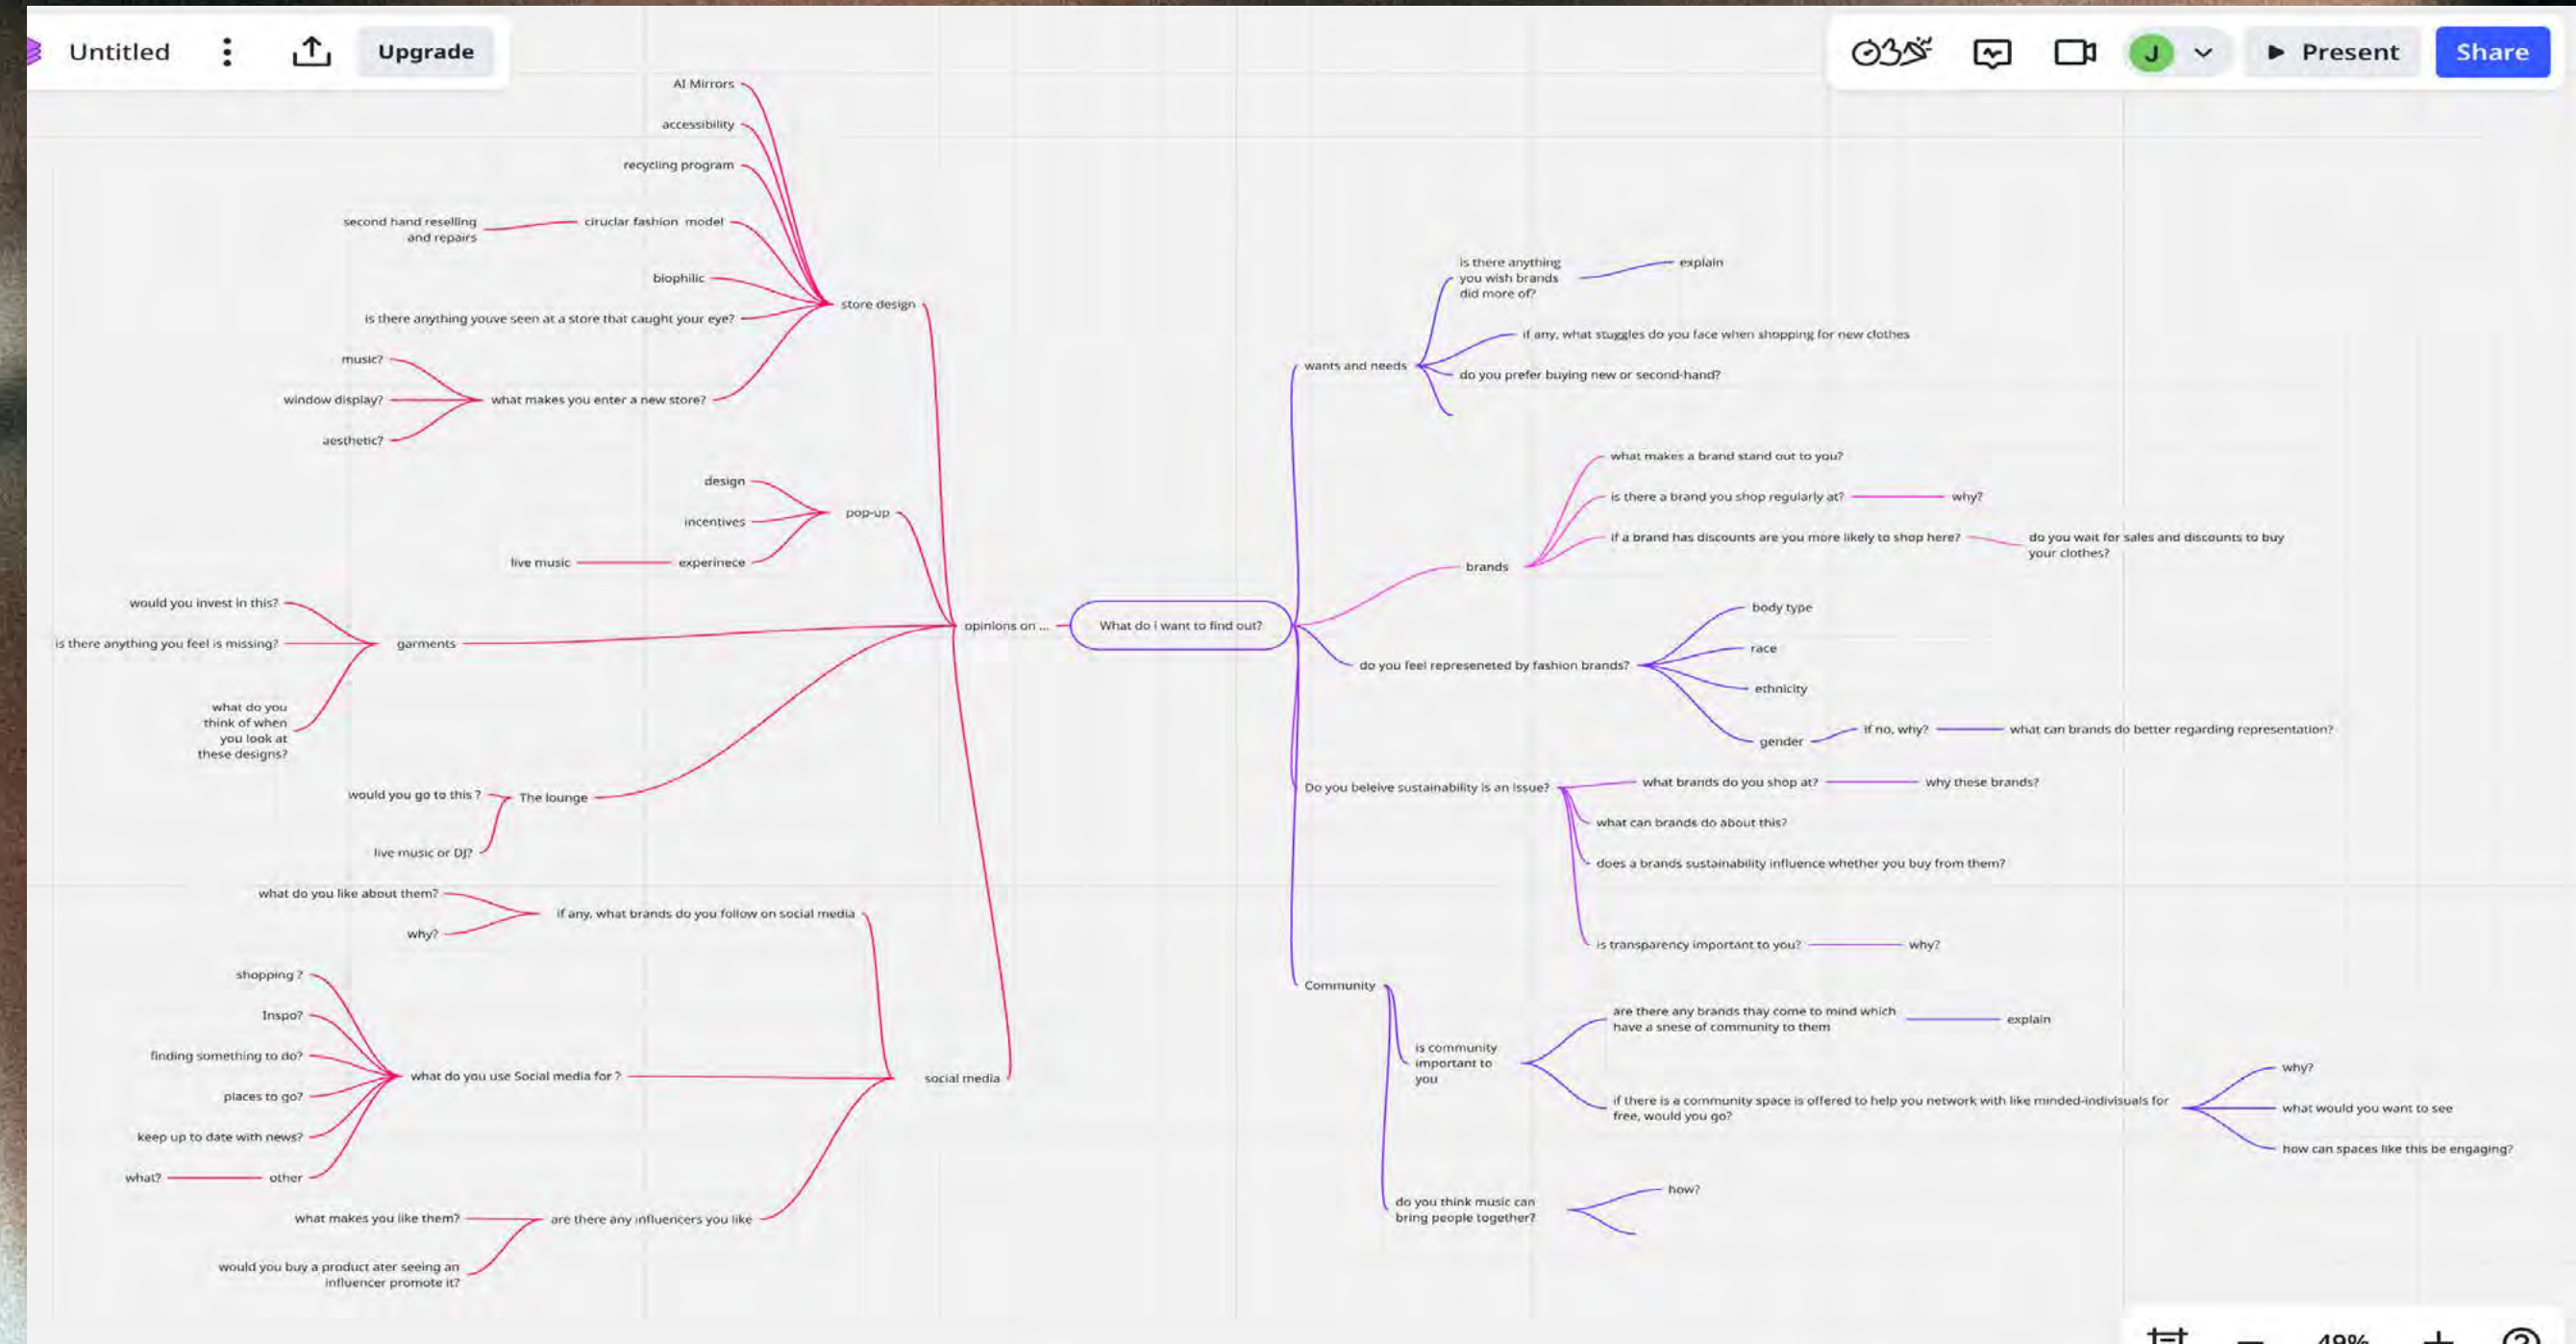 Untitled
Upgrade
J
Present
Share
AI Mirrors
accessibility
recycling program
second hand reselling
and repairs
ciruclar fashion model
biophilic
is there anything youve seen at a store that caught your eye?
store design
music?
window display?
aesthetic?
what makes you enter a new store?
design
incentives
live music
experinece
pop-up
would you invest in this?
is there anything you feel is missing?
what do you
think of when
you look at
these designs?
garments
opinions on ...
What do i want to find out?
would you go to this ?
live music or DJ?
The lounge
what do you like about them?
why?
if any, what brands do you follow on social media
shopping ?
Inspo?
finding something to do?
places to go?
keep up to date with news?
what?
other
what do you use Social media for ?
social media
what makes you like them?
would you buy a product ater seeing an
influencer promote it?
are there any influencers you like
wants and needs
is there anything
you wish brands
did more of?
explain
if any, what stuggles do you face when shopping for new clothes
do you prefer buying new or second-hand?
brands
what makes a brand stand out to you?
is there a brand you shop regularly at?
why?
if a brand has discounts are you more likely to shop here?
do you wait for sales and discounts to buy
your clothes?
do you feel represeneted by fashion brands?
body type
race
ethnicity
gender
if no, why?
what can brands do better regarding representation?
Do you beleive sustainability is an issue?
what brands do you shop at?
why these brands?
what can brands do about this?
does a brands sustainability influence whether you buy from them?
is transparency important to you?
why?
Community
is community
important to
you
are there any brands thay come to mind which
have a snese of community to them
explain
if there is a community space is offered to help you network with like minded-indivisuals for
free, would you go?
why?
what would you want to see
how can spaces like this be engaging?
do you think music can
bring people together?
how?
49%